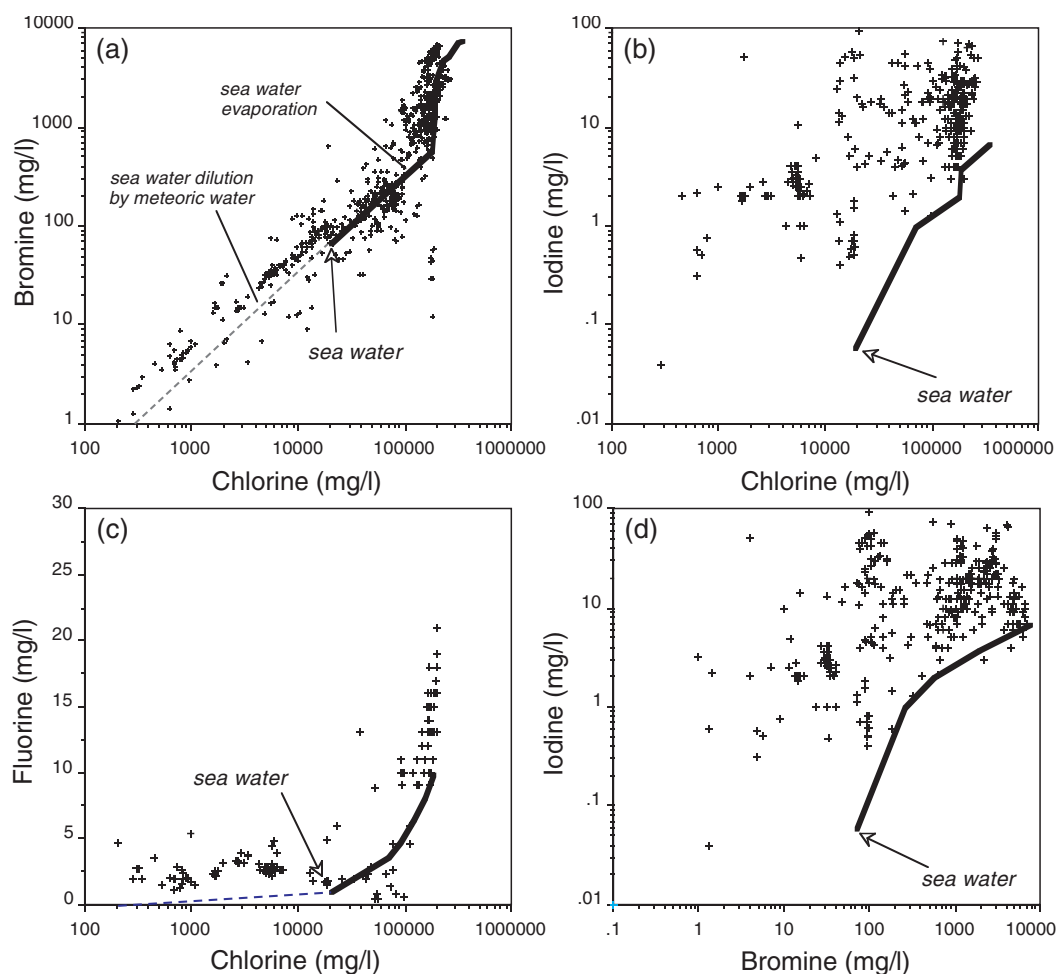 (a)
10000
1000
100
10
1
Bromine (mg/l)
sea water
evaporation
sea water dilution
by meteoric water
sea water
100
1000
10000
100000
1000000
Chlorine (mg/l)
(b)
100
10
1
.1
.01
Iodine (mg/l)
sea water
100
1000
10000
100000
1000000
Chlorine (mg/l)
(c)
30
25
20
15
10
5
0
Fluorine (mg/l)
sea water
100
1000
10000
100000
1000000
Chlorine (mg/l)
(d)
100
10
1
.1
.01
Iodine (mg/l)
sea water
.1
1
10
100
1000
10000
Bromine (mg/l)